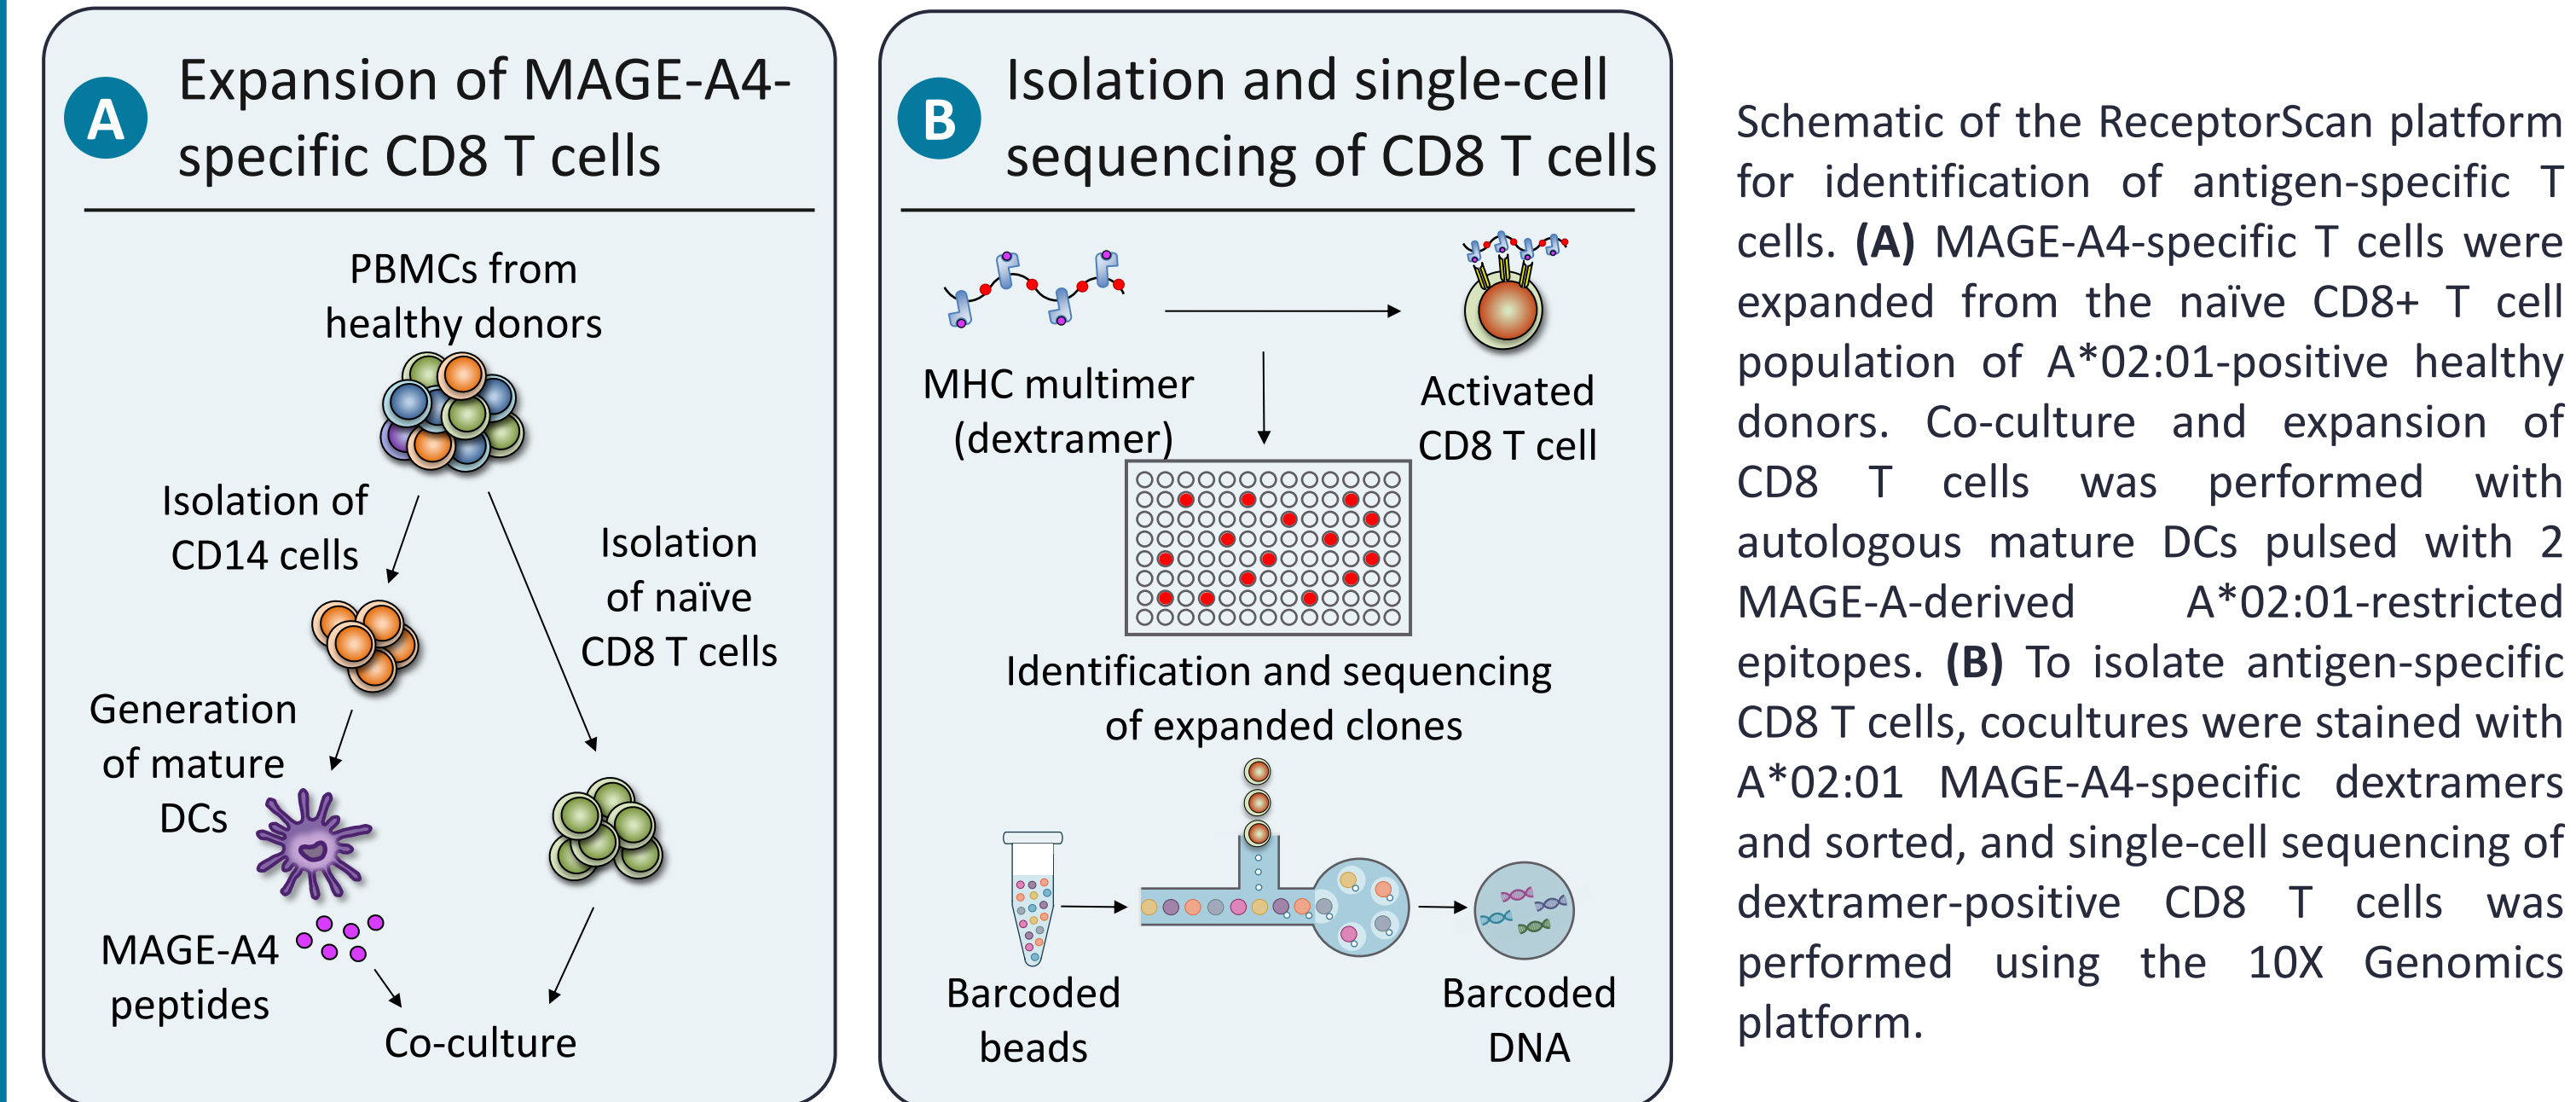 A
Expansion of MAGE-A4-
specific CD8 T cells
PBMCs from
healthy donors
Isolation of
CD14 cells
Isolation
of naïve
CD8 T cells
Generation
of mature
DCs
MAGE-A4
peptides
Co-culture
B
Isolation and single-cell
sequencing of CD8 T cells
MHC multimer
(dextramer)
Activated
CD8 T cell
Identification and sequencing
of expanded clones
Barcoded
beads
Barcoded
DNA
Schematic of the ReceptorScan platform
for identification of antigen-specific T
cells. (A) MAGE-A4-specific T cells were
expanded from the naïve CD8+ T cell
population of A*02:01-positive healthy
donors. Co-culture and expansion of
CD8 T cells was performed with
autologous mature DCs pulsed with 2
MAGE-A-derived A*02:01-restricted
epitopes. (B) To isolate antigen-specific
CD8 T cells, cocultures were stained with
A*02:01 MAGE-A4-specific dextramers
and sorted, and single-cell sequencing of
dextramer-positive CD8 T cells was
performed using the 10X Genomics
platform.